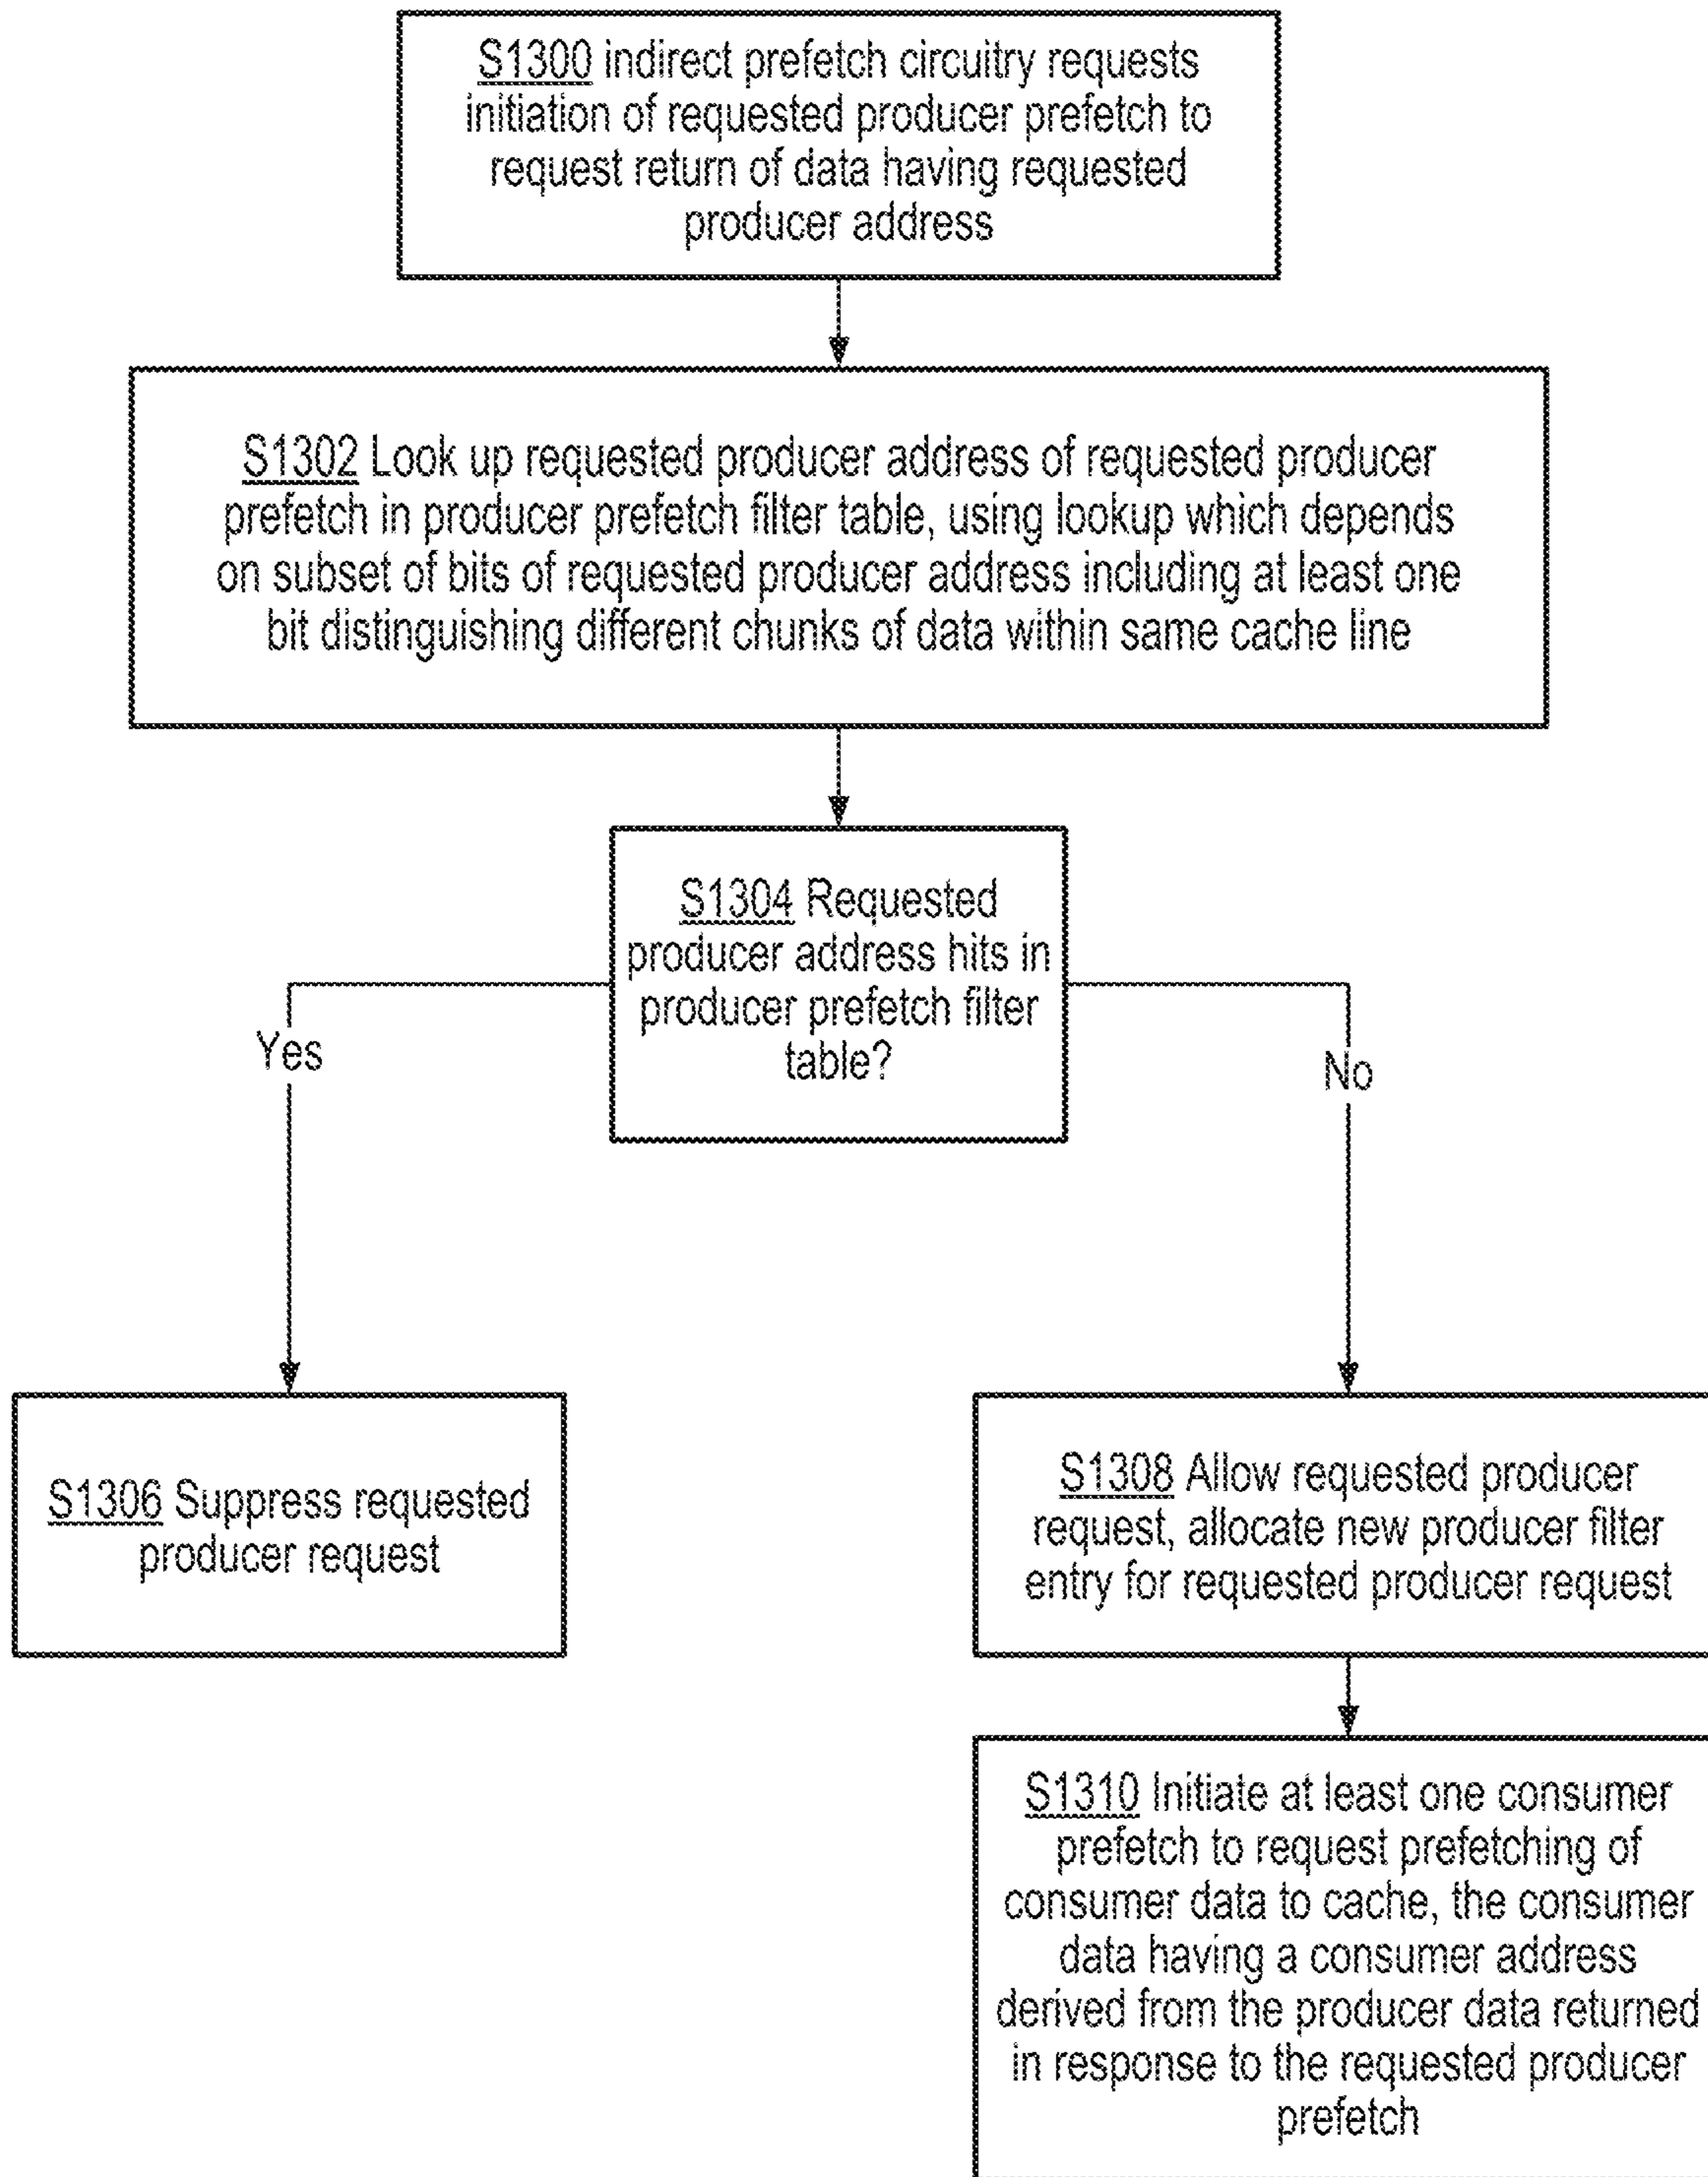 S1300 indirect prefetch circuitry requests
initiation of requested producer prefetch to
request return of data having requested
producer address
S1302 Look up requested producer address of requested producer
prefetch in producer prefetch filter table, using lookup which depends
on subset of bits of requested producer address including at least one
bit distinguishing different chunks of data within same cache line
S1304 Requested
producer address hits in
producer prefetch filter
table?
Yes
No
S1306 Suppress requested
producer request
S1308 Allow requested producer
request, allocate new producer filter
entry for requested producer request
S1310 Initiate at least one consumer
prefetch to request prefetching of
consumer data to cache, the consumer
data having a consumer address
derived from the producer data returned
in response to the requested producer
prefetch